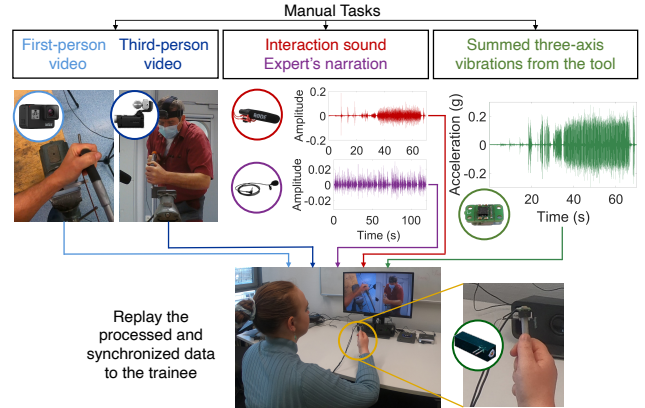 Manual Tasks
First-person
video
Third-person
video
Interaction sound
Expert's narration
Summed three-axis
vibrations from the tool
RODE
Amplitude
0.2
0
-0.2
0 20 40 60
Amplitude
0.02
0
-0.02
0 50 100
Time (s)
Acceleration (g)
0.2
0
-0.2
0 20 40 60
Time (s)
Replay the
processed and
synchronized data
to the trainee